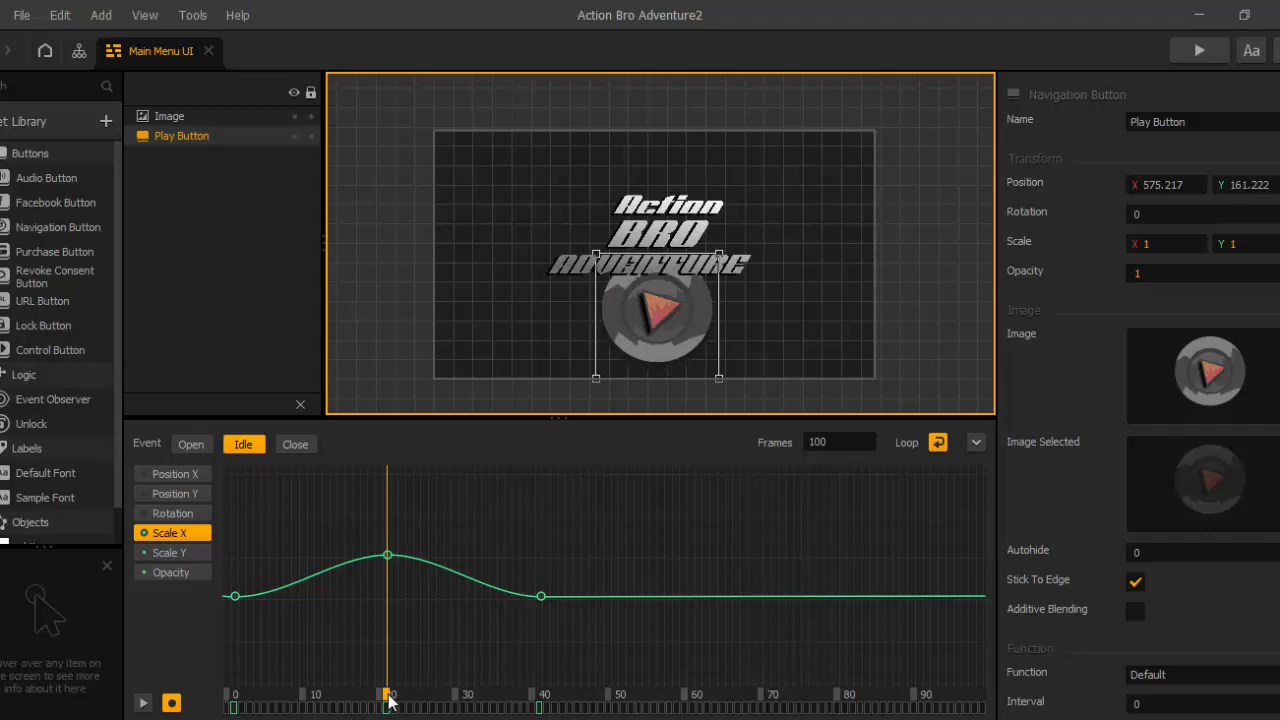 File Edit Add View Tools Help Action Bro Adventure2
Main Menu UI Aa
Image
Play Button
et Library
Buttons
Audio Button
Facebook Button
Navigation Button
Purchase Button
Revoke Consent
Button
URL Button
Lock Button
Control Button
Logic
Event Observer
Unlock
Labels
Aa Default Font
Aa Sample Font
Objects
over over any item on
e screen to see more
info about it here
Action
BRO
ADVENTURE
Event Open Idle Close Frames 100 Loop
Position X
Position Y
Rotation
Scale X
Scale Y
Opacity
0 10 20 30 40 50 60 70 80 90
Navigation Button
Name Play Button
Transform
Position X 575.217 Y 161.222
Rotation 0
Scale X 1 Y 1
Opacity 1
Image
Image
Image Selected
Autohide 0
Stick To Edge
Additive Blending
Function
Function Default
Interval 0